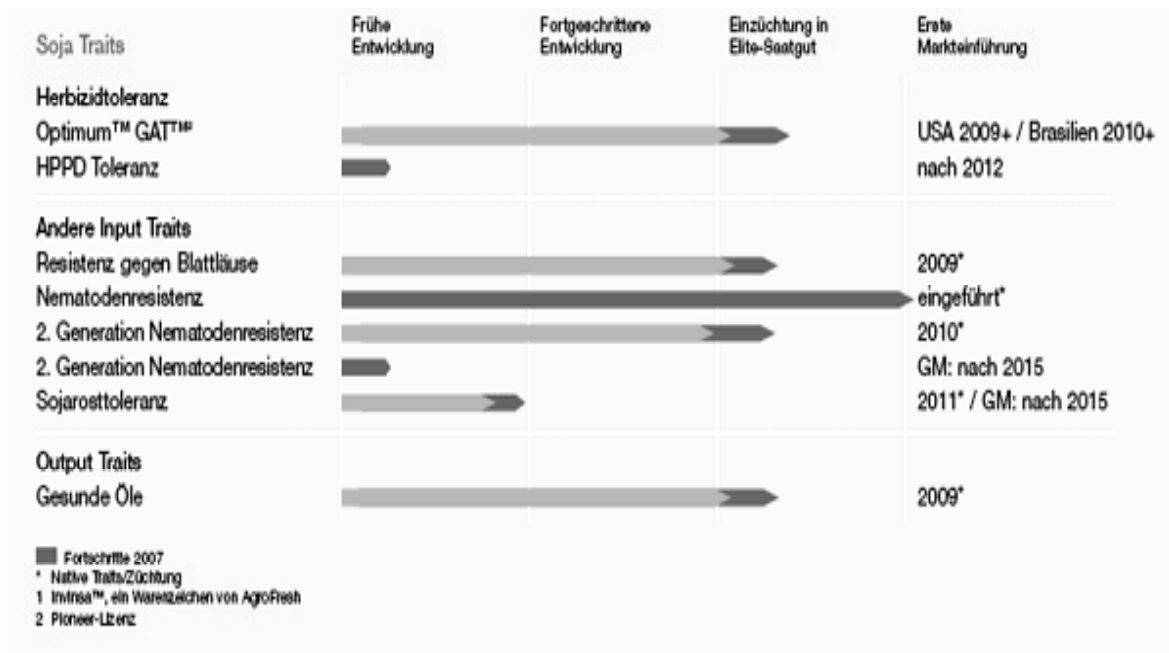 Soja Traits
Frühe
Entwicklung
Fortgeschrittene
Entwicklung
Einzüchtung in
Elite-Saatgut
Erste
Markteinführung
Herbizidtoleranz
Optimum™ GAT™² USA 2009+ / Brasilien 2010+
HPPD Toleranz nach 2012
Andere Input Traits
Resistenz gegen Blattläuse 2009*
Nematodenresistenz eingeführt*
2. Generation Nematodenresistenz 2010*
2. Generation Nematodenresistenz GM: nach 2015
Sojarosttoleranz 2011* / GM: nach 2015
Output Traits
Gesunde Öle 2009*
Fortschritte 2007
* Native Traits/Züchtung
1 Invinsa™, ein Warenzeichen von AgroFresh
2 Pioneer-Lizenz